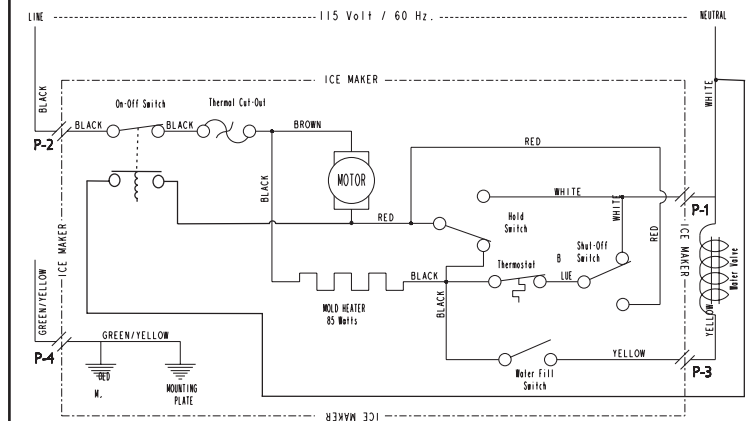 LINE 115 Volt / 60 Hz. NEUTRAL
ICE MAKER
BLACK
WHITE
On-Off Switch Thermal Cut-Out
BLACK BLACK BROWN
P-2
RED
MOTOR
BLACK
WHITE
WHITE
P-1
RED
Hold
Switch
RED
ICE MAKER
ICE MAKER
Shut-Off
Switch
Thermostat
B LUE
BLACK
BLACK
Water Valve
MOLD HEATER
85 Watts
GREEN/YELLOW
GREEN/YELLOW
P-4
YELLOW
YELLOW
P-3
Water Fill
Switch
M.
MOUNTING
PLATE
ICE MAKER